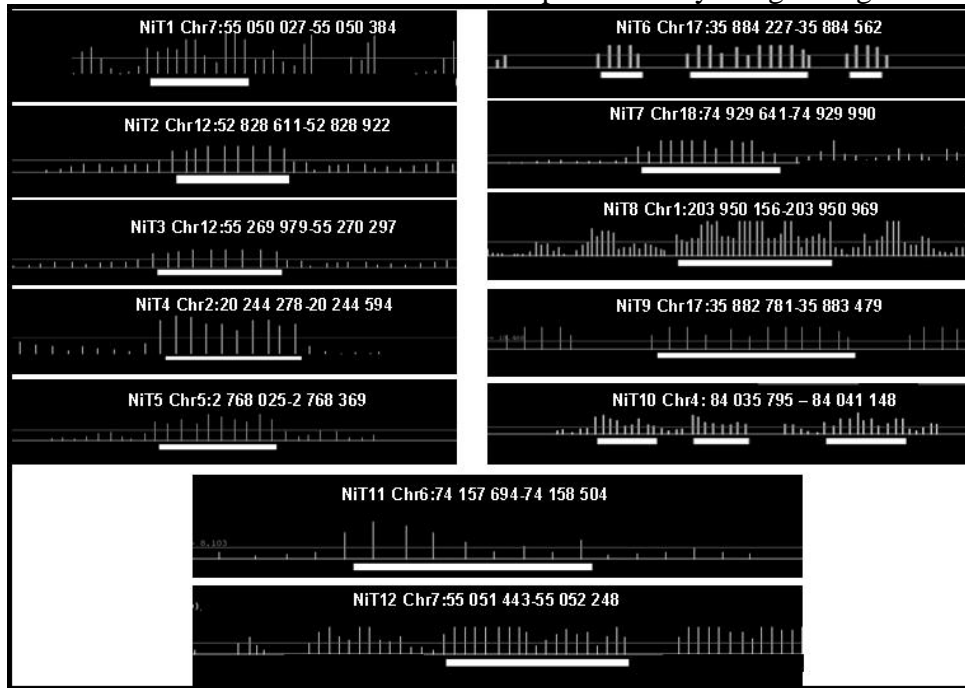 NiT1 Chr7:55 050 027-55 050 384
NiT2 Chr12:52 828 611-52 828 922
NiT3 Chr12:55 269 979-55 270 297
NiT4 Chr2:20 244 278-20 244 594
NiT5 Chr5:2 768 025-2 768 369
NiT6 Chr17:35 884 227-35 884 562
NiT7 Chr18:74 929 641-74 929 990
NiT8 Chr1:203 950 156-203 950 969
NiT9 Chr17:35 882 781-35 883 479
NiT10 Chr4: 84 035 795 – 84 041 148
NiT11 Chr6:74 157 694-74 158 504
8.103
NiT12 Chr7:55 051 443-55 052 248